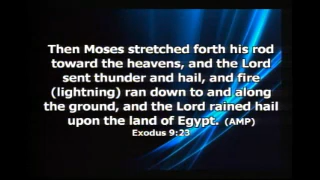 Then Moses stretched forth his rod
toward the heavens, and the Lord
sent thunder and hail, and fire
(lightning) ran down to and along
the ground, and the Lord rained hail
upon the land of Egypt. (AMP)
Exodus 9:23